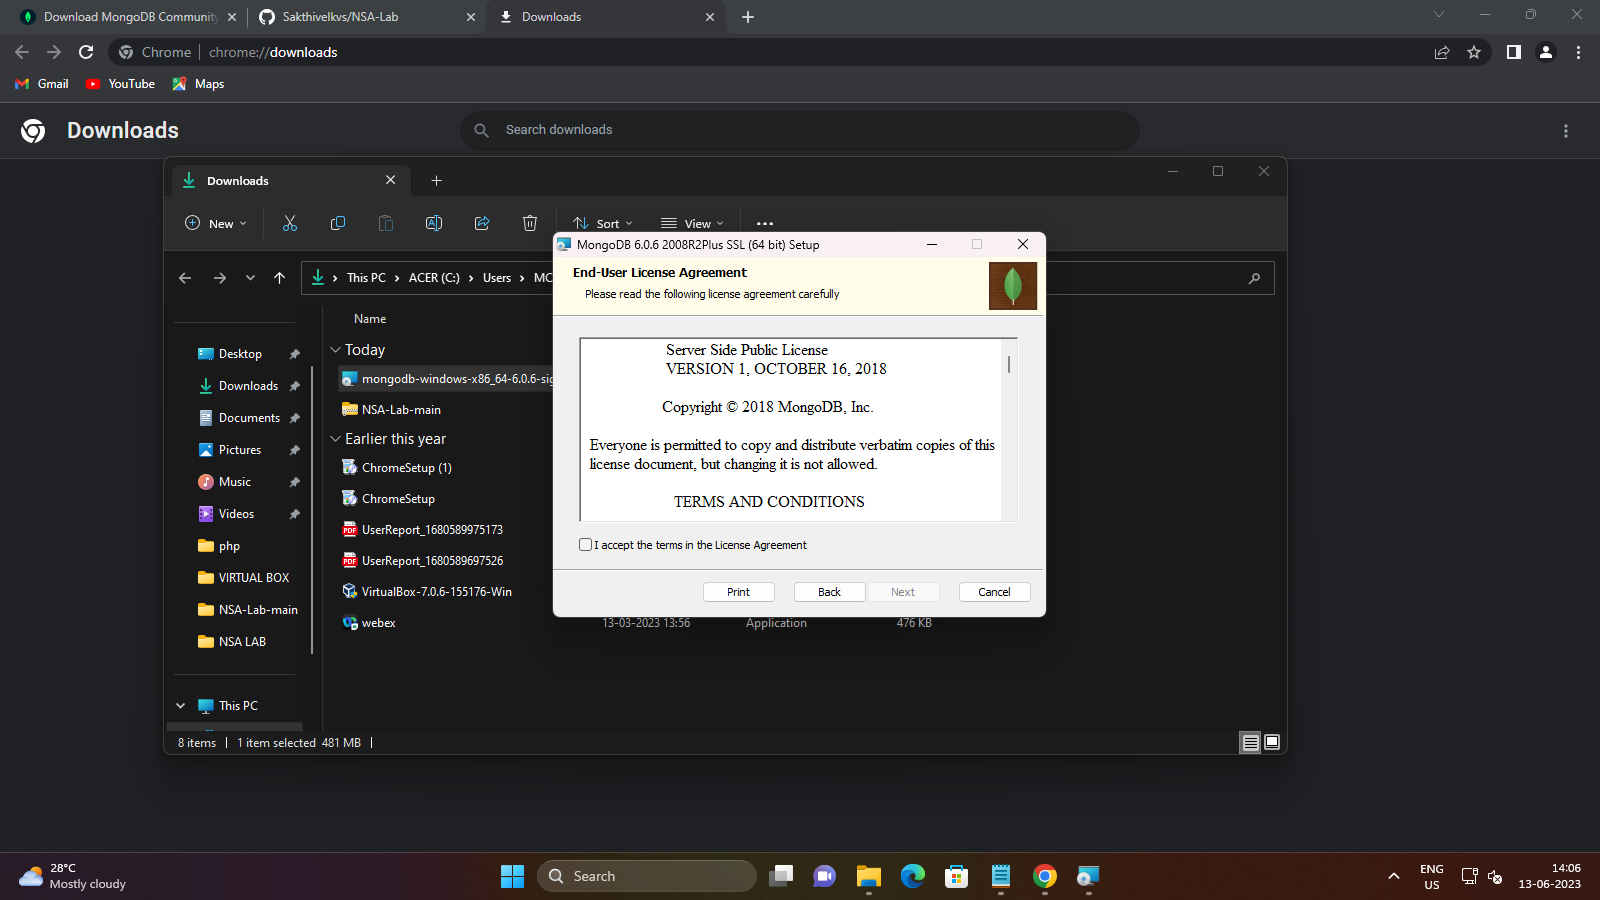 Download MongoDB Community
Sakthivelkvs/NSA-Lab
Downloads
Chrome
chrome://downloads
Gmail
YouTube
Maps
Downloads
Search downloads
Downloads
New
Sort
View
This PC
ACER (C:)
Users
MC
Name
Today
mongodb-windows-x86_64-6.0.6-sig
NSA-Lab-main
Earlier this year
ChromeSetup (1)
ChromeSetup
UserReport_1680589975173
UserReport_1680589697526
VirtualBox-7.0.6-155176-Win
webex
13-03-2023 13:56
Application
476 KB
Desktop
Downloads
Documents
Pictures
Music
Videos
php
VIRTUAL BOX
NSA-Lab-main
NSA LAB
This PC
8 items
1 item selected 481 MB
MongoDB 6.0.6 2008R2Plus SSL (64 bit) Setup
End-User License Agreement
Please read the following license agreement carefully
Server Side Public License
VERSION 1, OCTOBER 16, 2018
Copyright © 2018 MongoDB, Inc.
Everyone is permitted to copy and distribute verbatim copies of this
license document, but changing it is not allowed.
TERMS AND CONDITIONS
I accept the terms in the License Agreement
Print
Back
Next
Cancel
28°C
Mostly cloudy
Search
ENG
US
14:06
13-06-2023